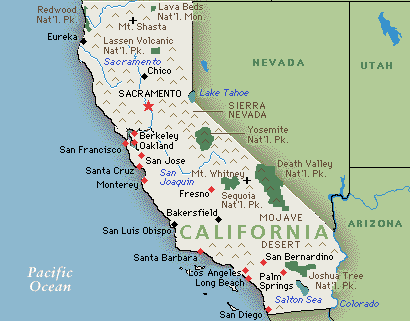 Redwood
Nat'l. Pk.
Lava Beds
Nat'l. Mon.
Mt. Shasta
Eureka
Lassen Volcanic
Nat'l. Pk.
Sacramento
Chico
NEVADA
UTAH
SACRAMENTO
Lake Tahoe
SIERRA
NEVADA
Yosemite
Nat'l. Pk.
Berkeley
Oakland
San Francisco
San Jose
Santa Cruz
San
Joaquin
Monterey
Mt. Whitney
Death Valley
Nat'l. Pk.
Fresno
Sequoia
Nat'l. Pk.
Bakersfield
MOJAVE
DESERT
ARIZONA
San Luis Obispo
CALIFORNIA
Santa Barbara
San Bernardino
Los Angeles
Long Beach
Palm
Springs
Joshua Tree
Nat'l. Pk.
Pacific
Ocean
Salton Sea
Colorado
San Diego